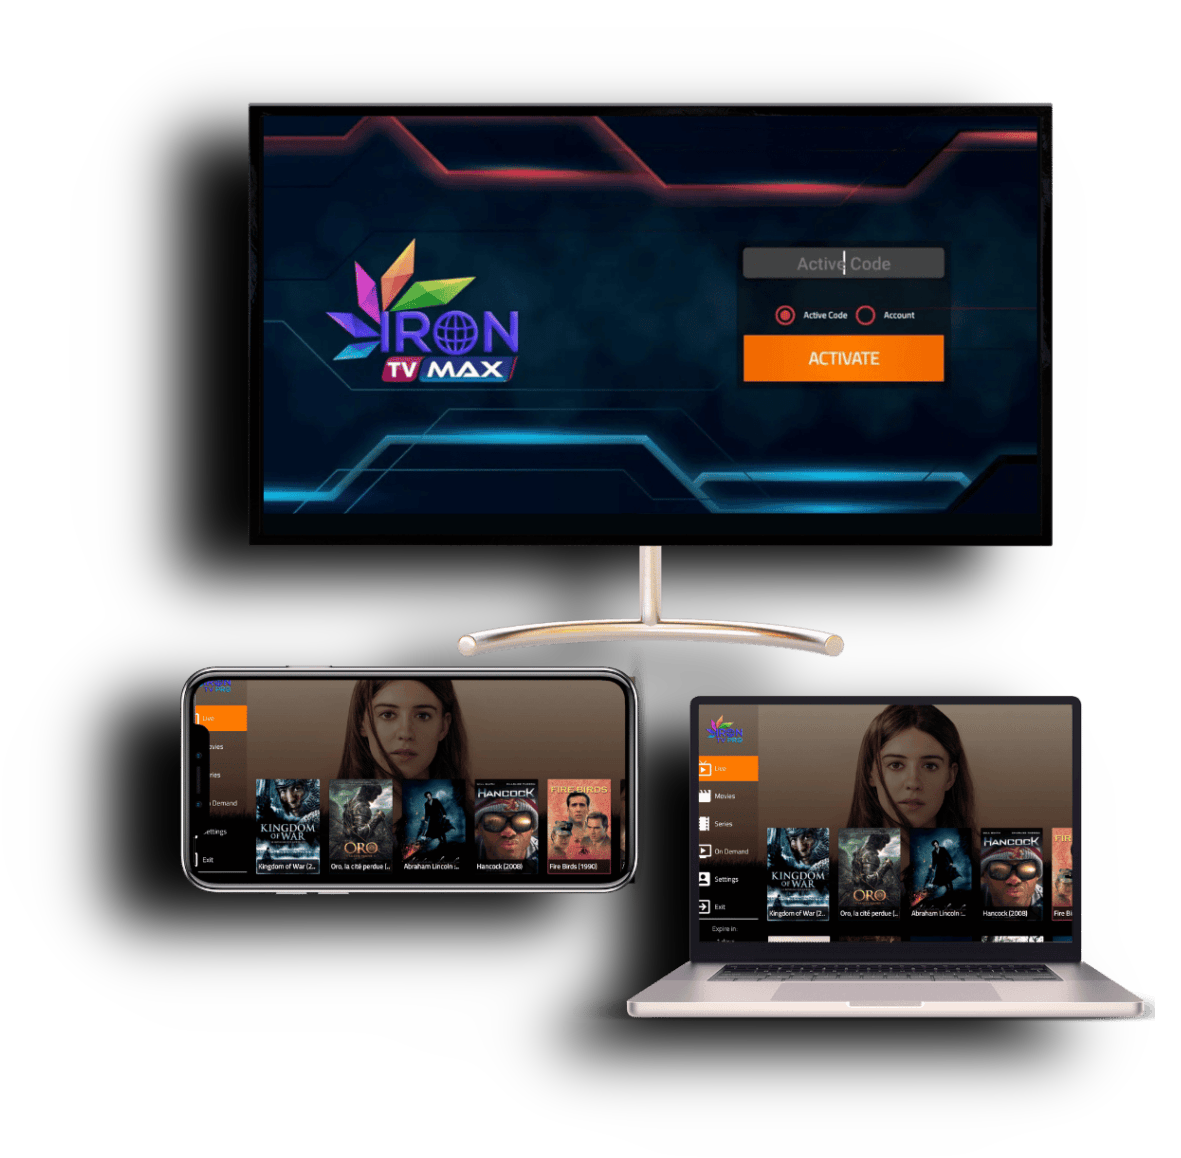 IRON
TV MAX
Active Code
Active Code
Account
ACTIVATE
Live
ovies
ries
n Demand
ettings
Exit
KINGDOM
OF WAR
ORO
HANCOCK
FIRE BIRDS
Kingdom of War (2...
Oro, la cité perdue (...
Abraham Lincoln :...
Hancock (2008)
Fire Birds (1990)
IRON
Live
Movies
Series
On Demand
Settings
Exit
Expire in:
KINGDOM
OF WAR
ORO
HANCOCK
FIR
Kingdom of War (2...
Oro, la cité perdue (...
Abraham Lincoln :...
Hancock (2008)
Fire Bi